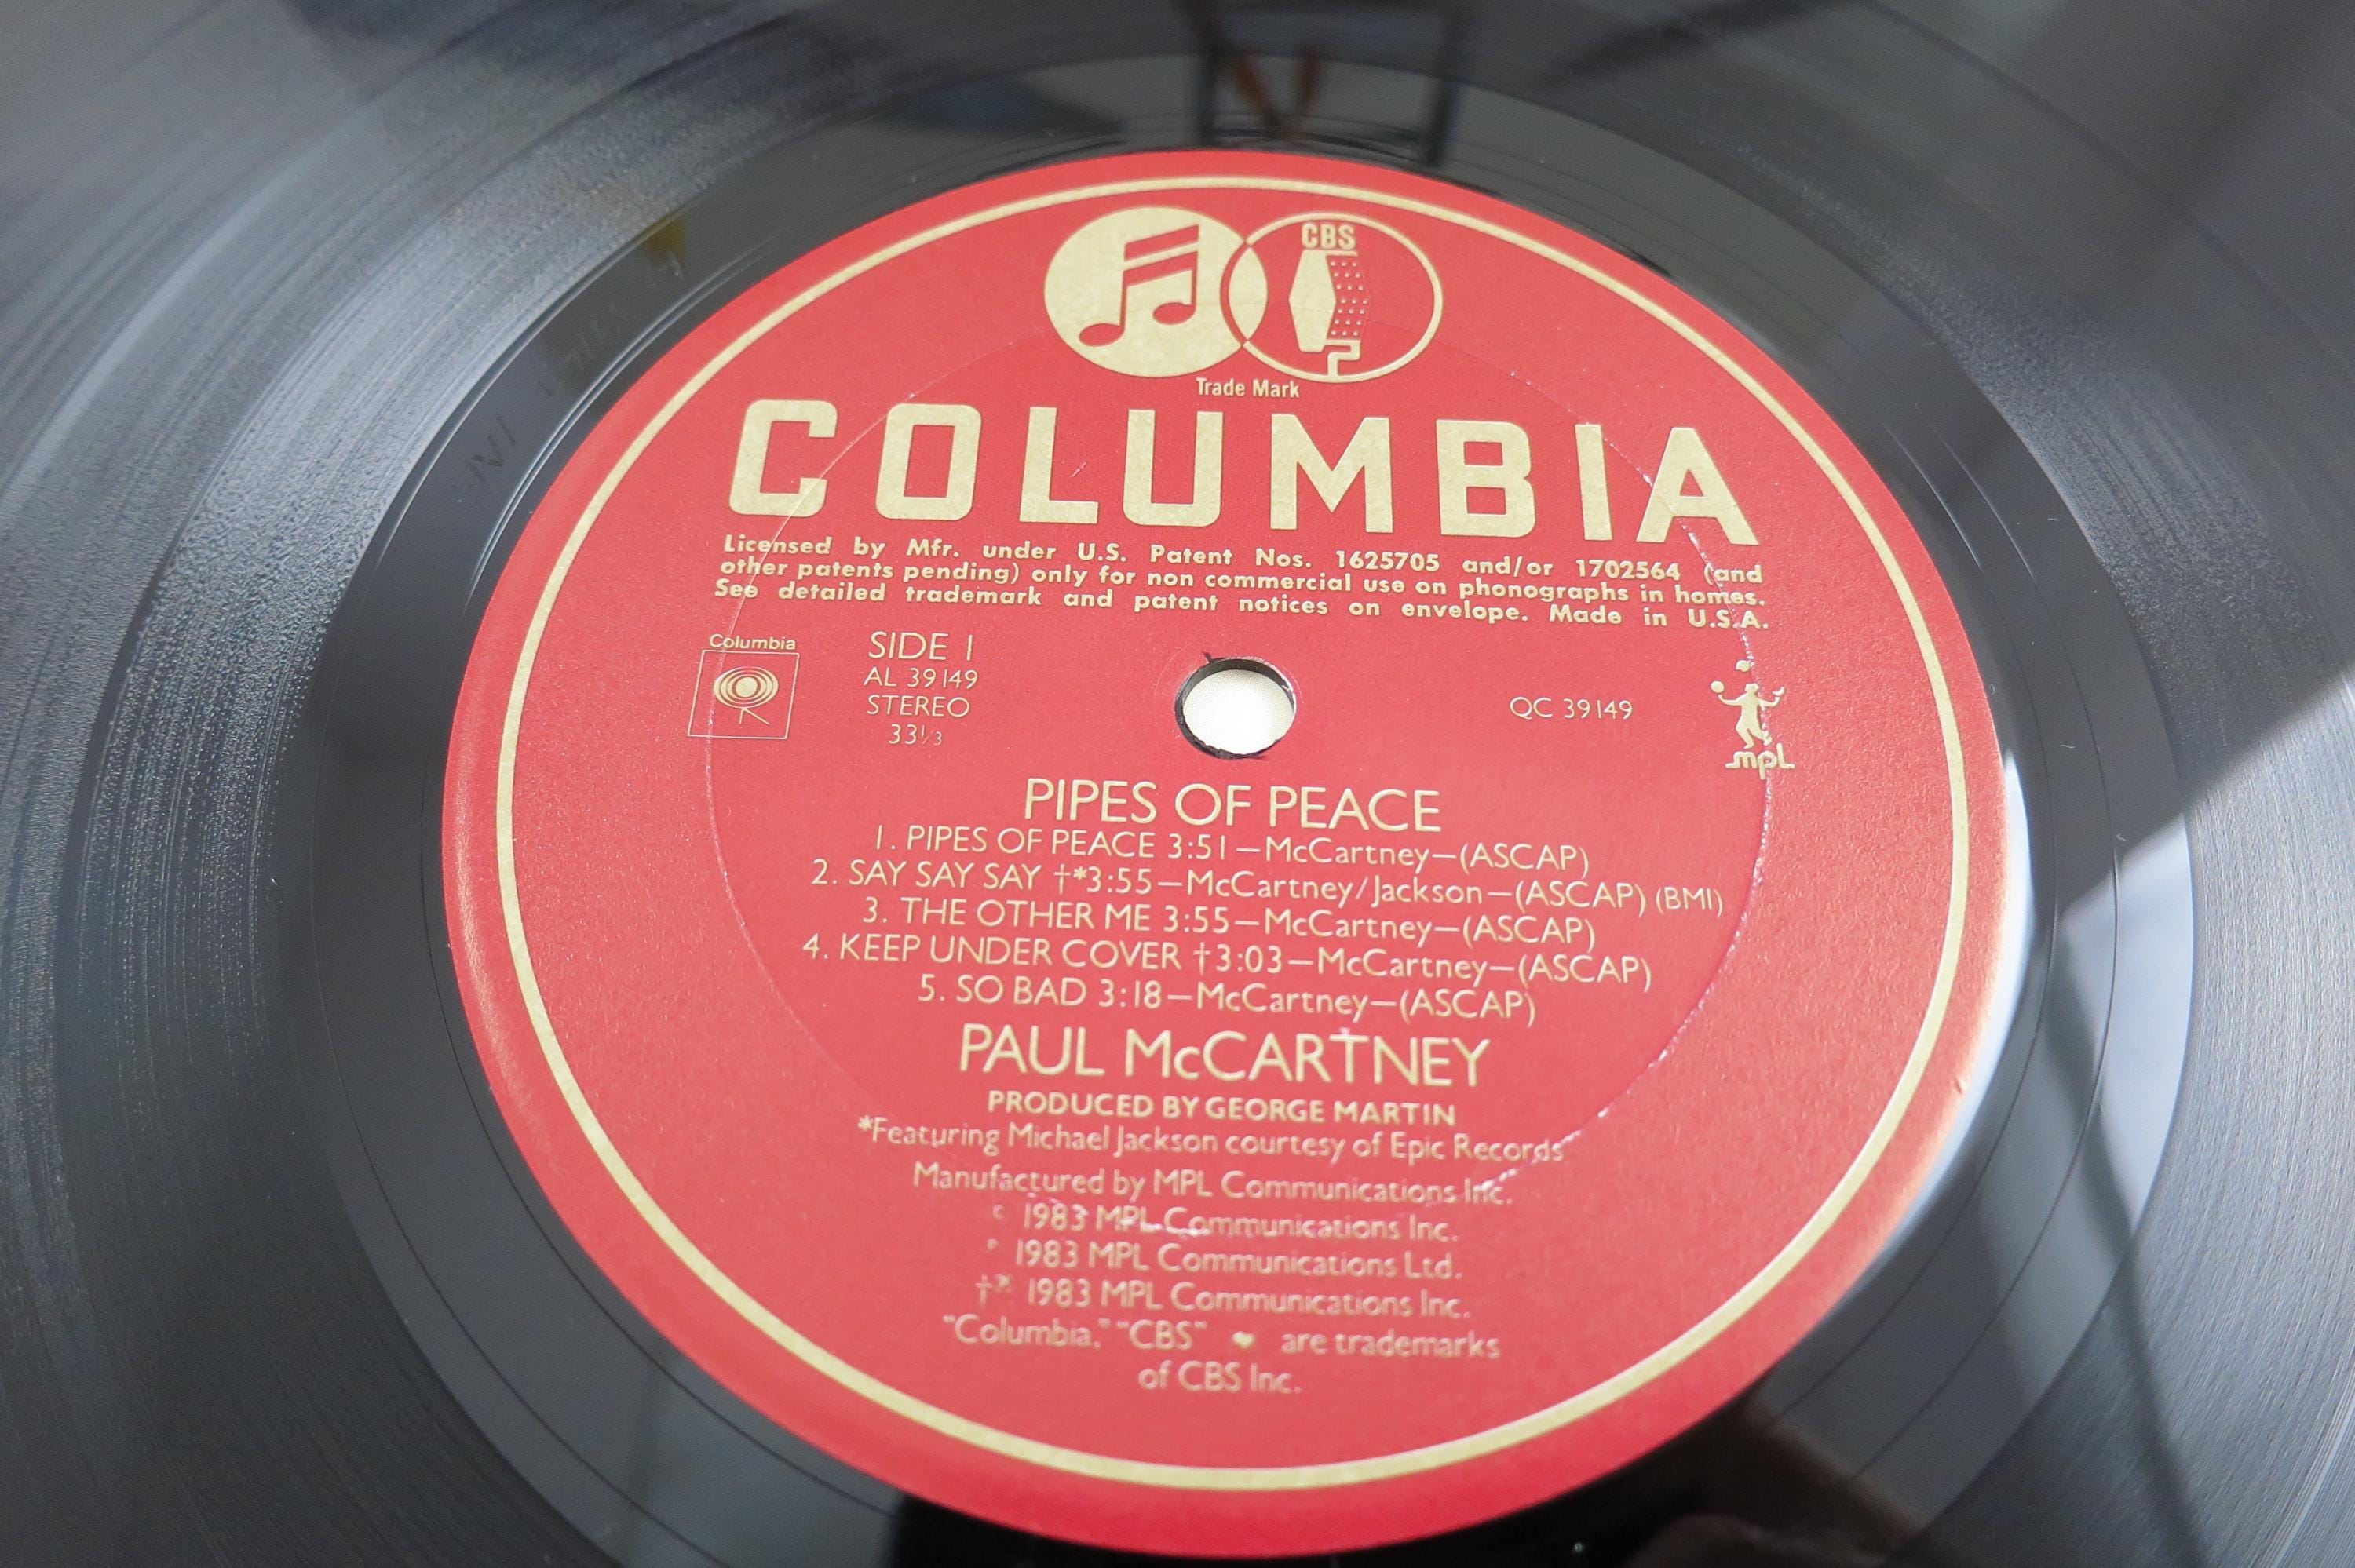 CBS
Trade Mark
COLUMBIA
Licensed by Mfr. under U.S. Patent Nos. 1625705 and/or 1702564 (and
other patents pending) only for non commercial use on phonographs in homes.
See detailed trademark and patent notices on envelope. Made in U.S.A.
Columbia
SIDE 1
AL 39149
STEREO
33 1/3
QC 39149
mpl
PIPES OF PEACE
1. PIPES OF PEACE 3:51—McCartney—(ASCAP)
2. SAY SAY SAY †*3:55—McCartney/Jackson—(ASCAP) (BMI)
3. THE OTHER ME 3:55—McCartney—(ASCAP)
4. KEEP UNDER COVER †3:03—McCartney—(ASCAP)
5. SO BAD 3:18—McCartney—(ASCAP)
PAUL McCARTNEY
PRODUCED BY GEORGE MARTIN
*Featuring Michael Jackson courtesy of Epic Records
Manufactured by MPL Communications Inc.
c 1983 MPL Communications Inc.
P 1983 MPL Communications Ltd.
†* 1983 MPL Communications Inc.
"Columbia," "CBS" are trademarks
of CBS Inc.